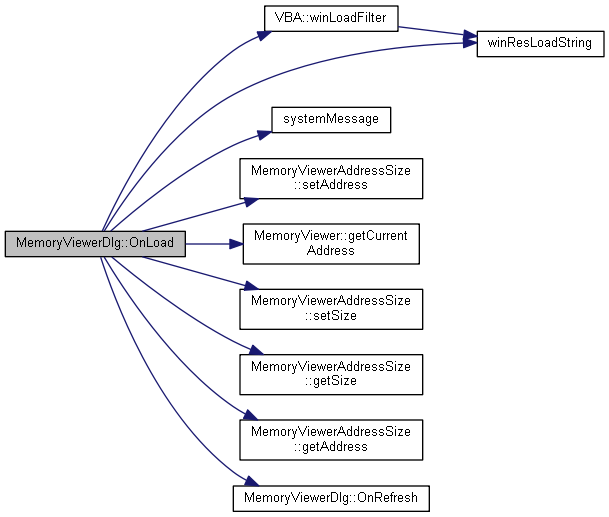 VBA::winLoadFilter
winResLoadString
systemMessage
MemoryViewerAddressSize
::setAddress
MemoryViewerDlg::OnLoad
MemoryViewer::getCurrent
Address
MemoryViewerAddressSize
::setSize
MemoryViewerAddressSize
::getSize
MemoryViewerAddressSize
::getAddress
MemoryViewerDlg::OnRefresh